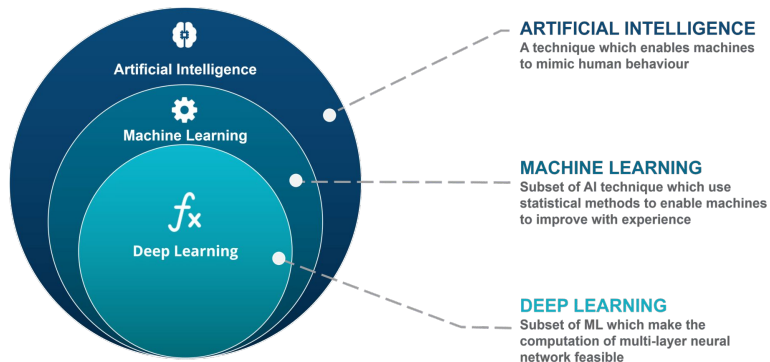 Artificial Intelligence
Machine Learning
fx
Deep Learning
ARTIFICIAL INTELLIGENCE
A technique which enables machines
to mimic human behaviour
MACHINE LEARNING
Subset of AI technique which use
statistical methods to enable machines
to improve with experience
DEEP LEARNING
Subset of ML which make the
computation of multi-layer neural
network feasible